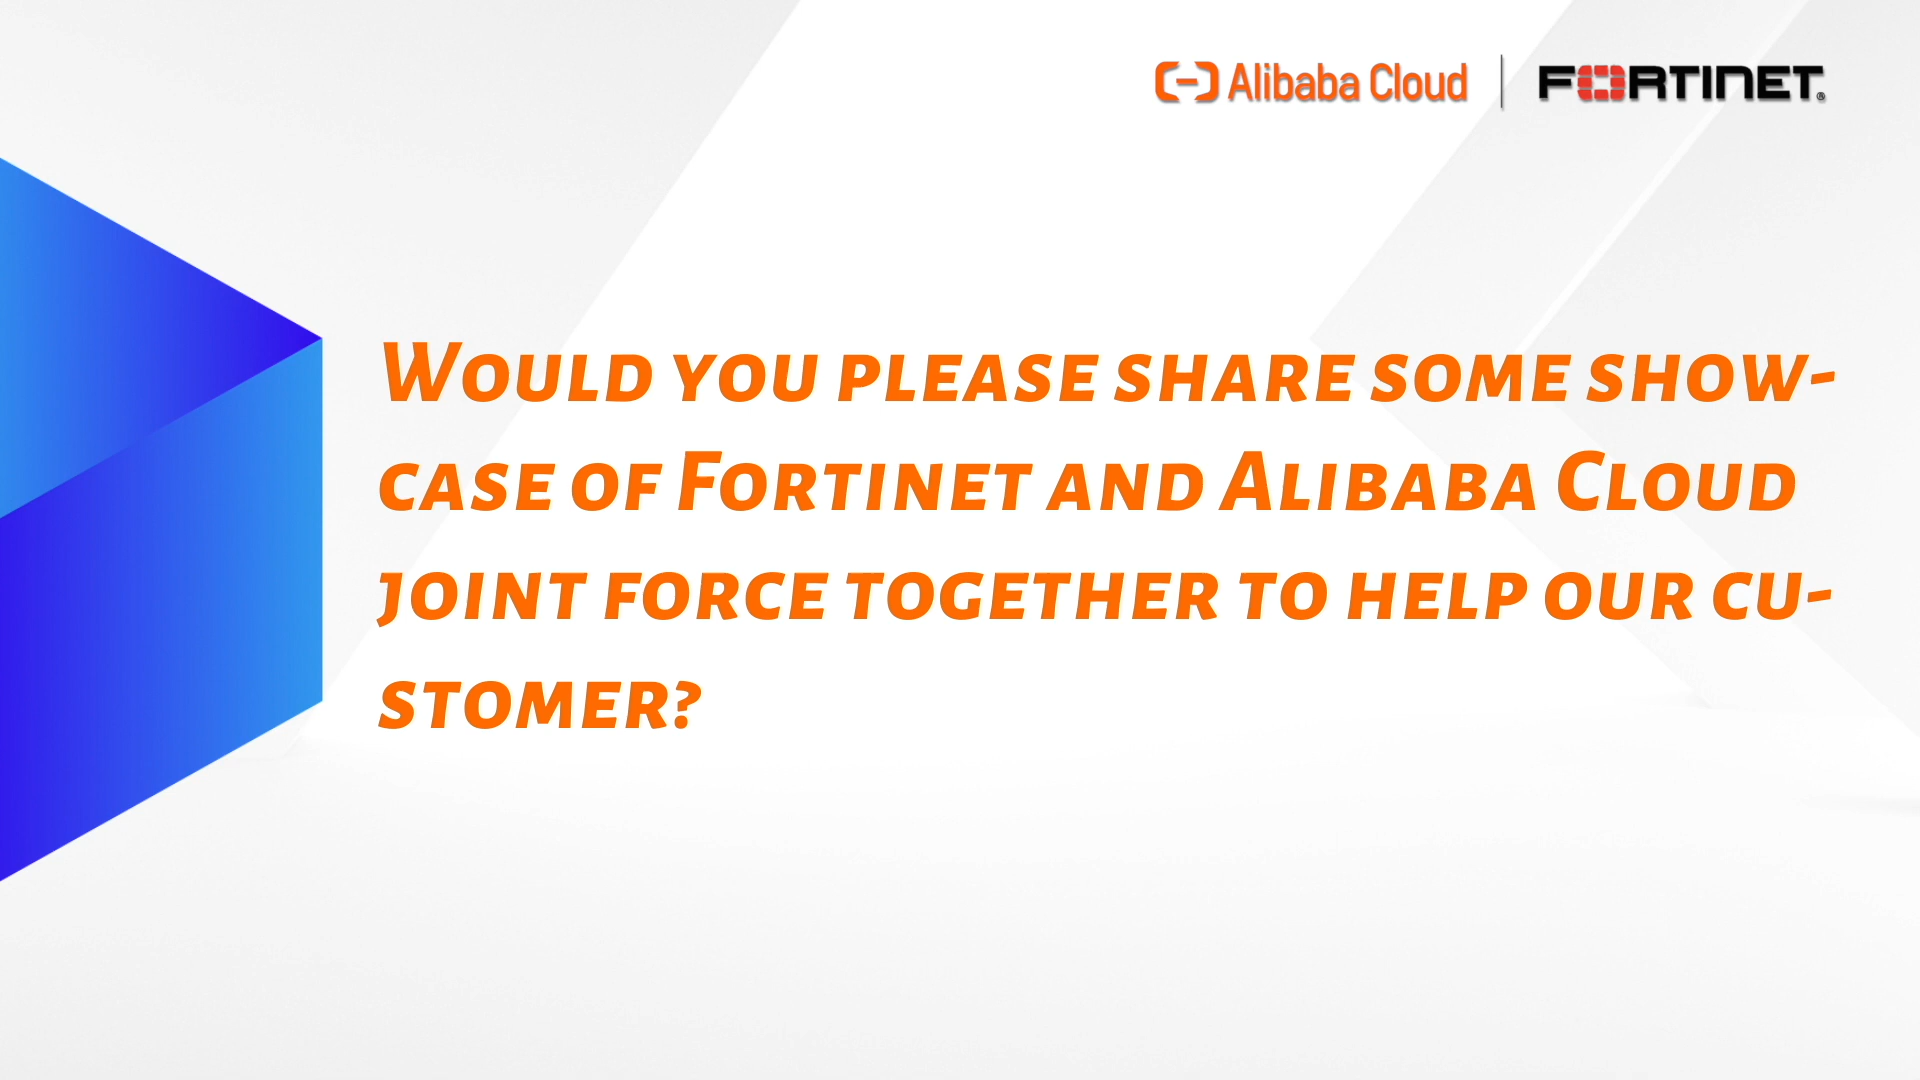 Alibaba Cloud | FORTINET®
Would you please share some show-
case of Fortinet and Alibaba Cloud
joint force together to help our cu-
stomer?